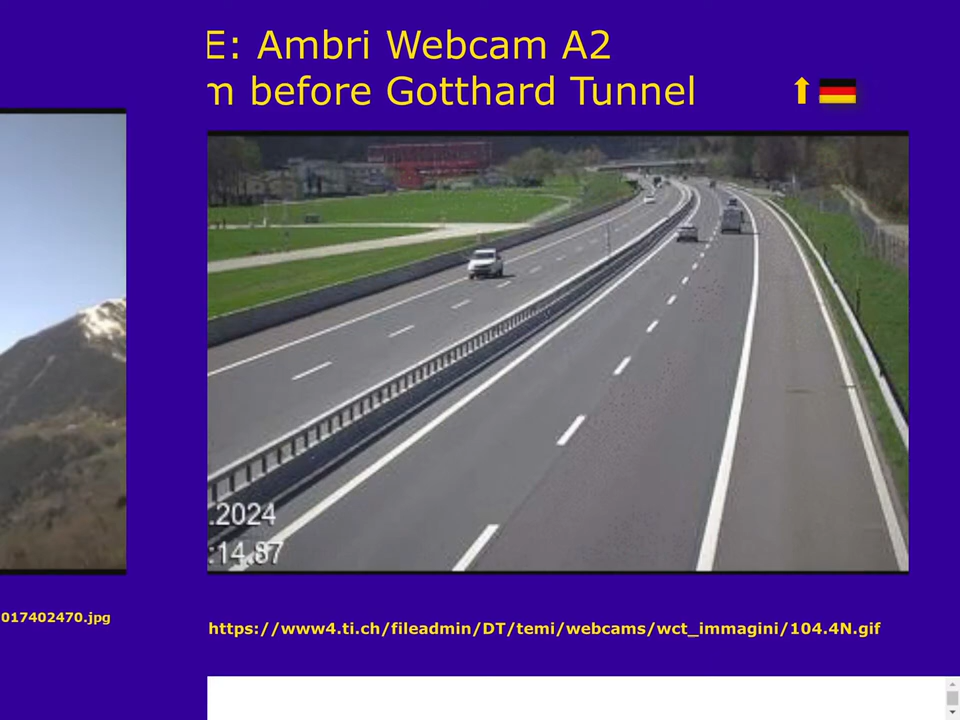 E: Ambri Webcam A2
m before Gotthard Tunnel
.2024
:14.87
017402470.jpg
https://www4.ti.ch/fileadmin/DT/temi/webcams/wct_immagini/104.4N.gif